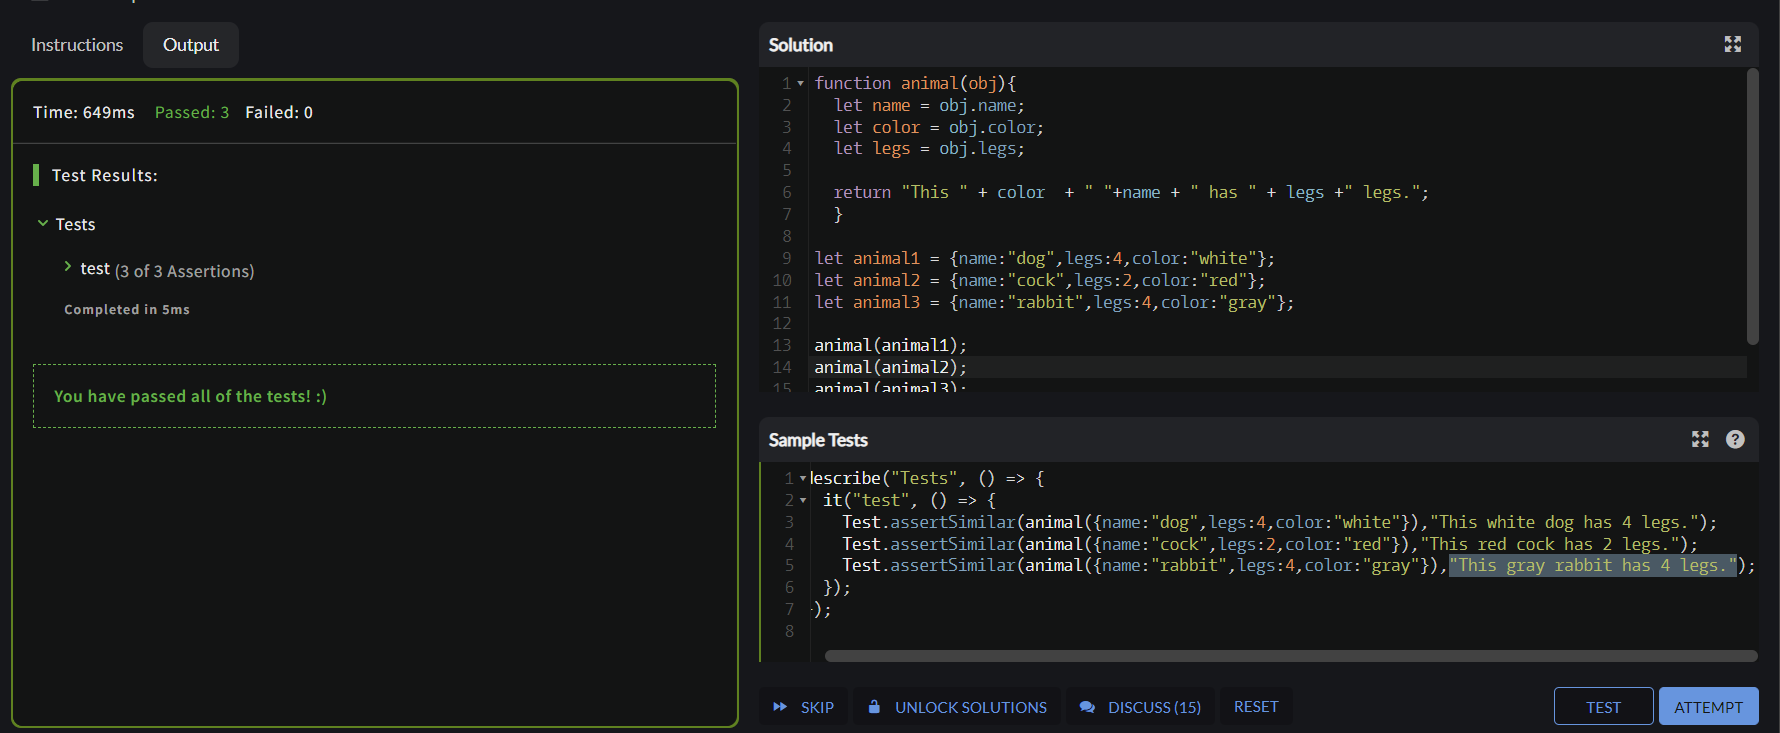 Instructions
Output
Time: 649ms Passed: 3 Failed: 0
Test Results:
Tests
test (3 of 3 Assertions)
Completed in 5ms
You have passed all of the tests! :)
Solution
1 function animal(obj){
2 let name = obj.name;
3 let color = obj.color;
4 let legs = obj.legs;
5
6 return "This " + color  + " "+name + " has " + legs +" legs.";
7 }
8
9 let animal1 = {name:"dog",legs:4,color:"white"};
10 let animal2 = {name:"cock",legs:2,color:"red"};
11 let animal3 = {name:"rabbit",legs:4,color:"gray"};
12
13 animal(animal1);
14 animal(animal2);
15 animal(animal3);
Sample Tests
?
1 describe("Tests", () => {
2 it("test", () => {
3 Test.assertSimilar(animal({name:"dog",legs:4,color:"white"}),"This white dog has 4 legs.");
4 Test.assertSimilar(animal({name:"cock",legs:2,color:"red"}),"This red cock has 2 legs.");
5 Test.assertSimilar(animal({name:"rabbit",legs:4,color:"gray"}),"This gray rabbit has 4 legs.");
6 });
7 });
8
SKIP
UNLOCK SOLUTIONS
DISCUSS (15)
RESET
TEST
ATTEMPT